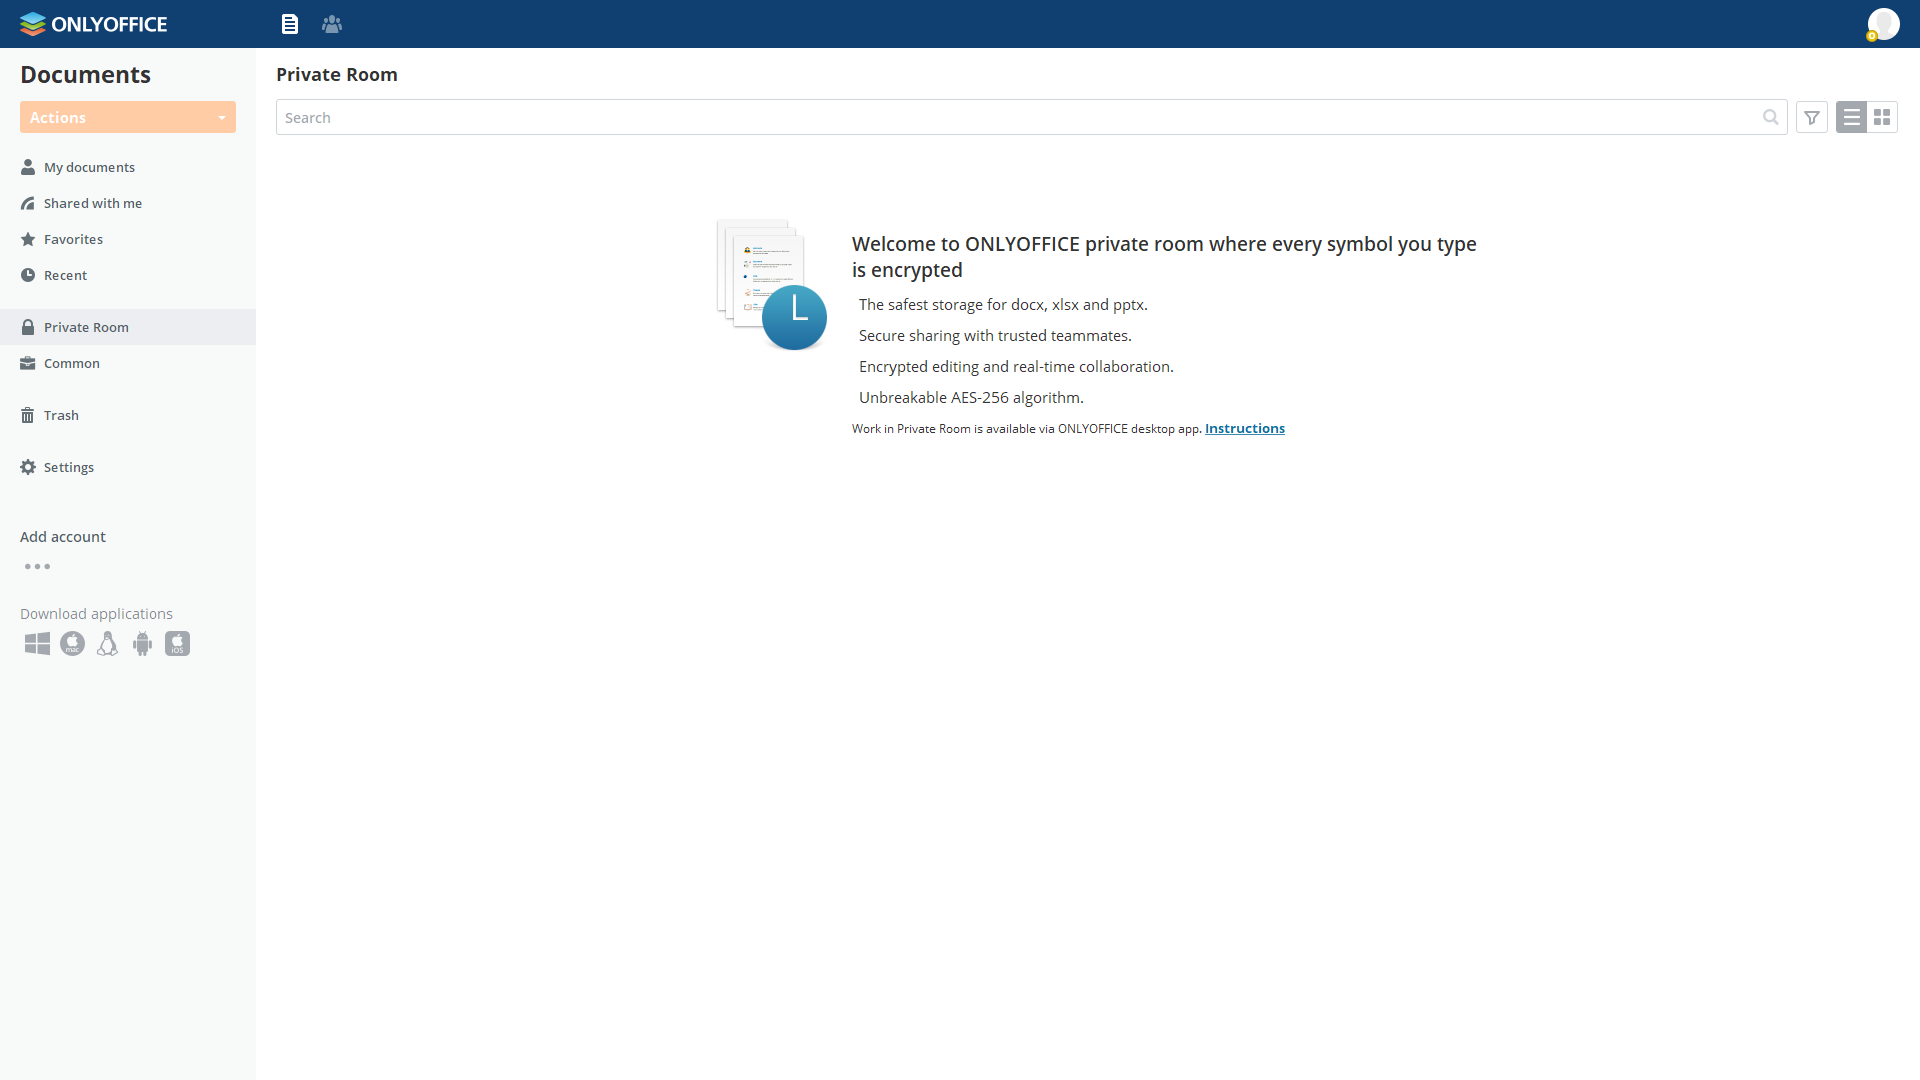 ONLYOFFICE
Documents
Actions
My documents
Shared with me
Favorites
Recent
Private Room
Common
Trash
Settings
Add account
Download applications
mac
iOS
Private Room
Search
Welcome to ONLYOFFICE private room where every symbol you type
is encrypted
The safest storage for docx, xlsx and pptx.
Secure sharing with trusted teammates.
Encrypted editing and real-time collaboration.
Unbreakable AES-256 algorithm.
Work in Private Room is available via ONLYOFFICE desktop app. Instructions